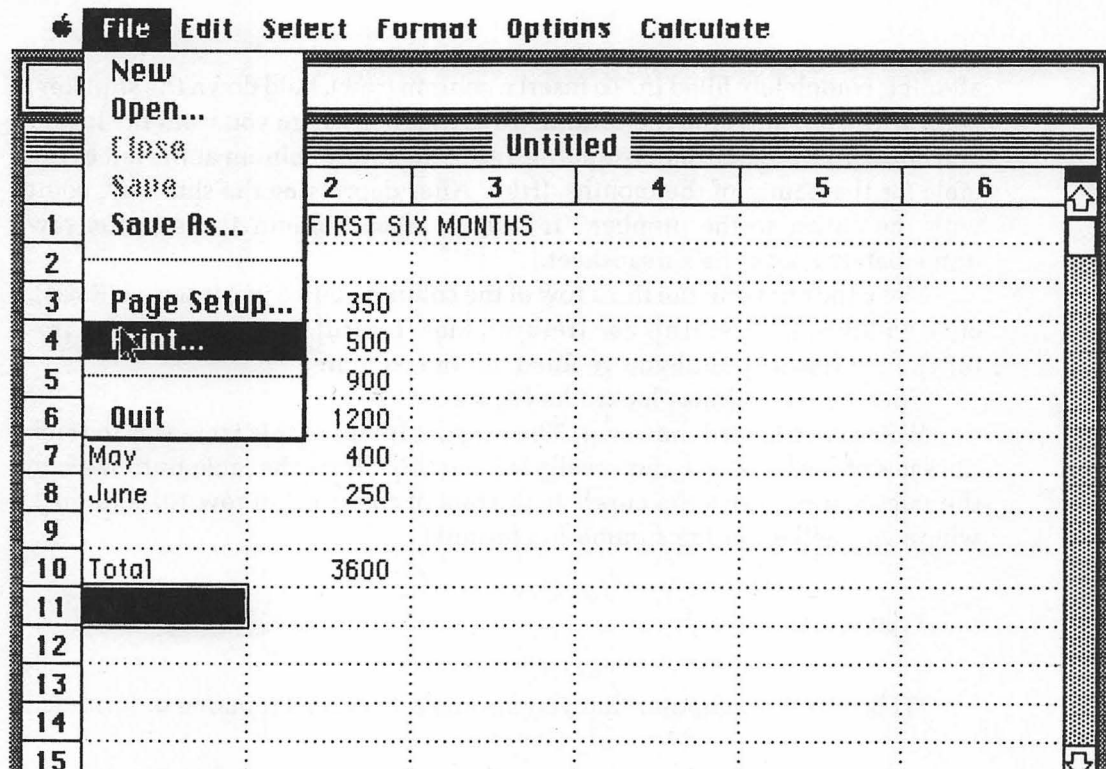 File Edit Select Format Options Calculate
New
Open...
Close
Save
Save As...
Page Setup...
Print...
Quit
Untitled
2 3 4 5 6
1 FIRST SIX MONTHS
2
3 350
4 500
5 900
6 1200
7 May 400
8 June 250
9
10 Total 3600
11
12
13
14
15